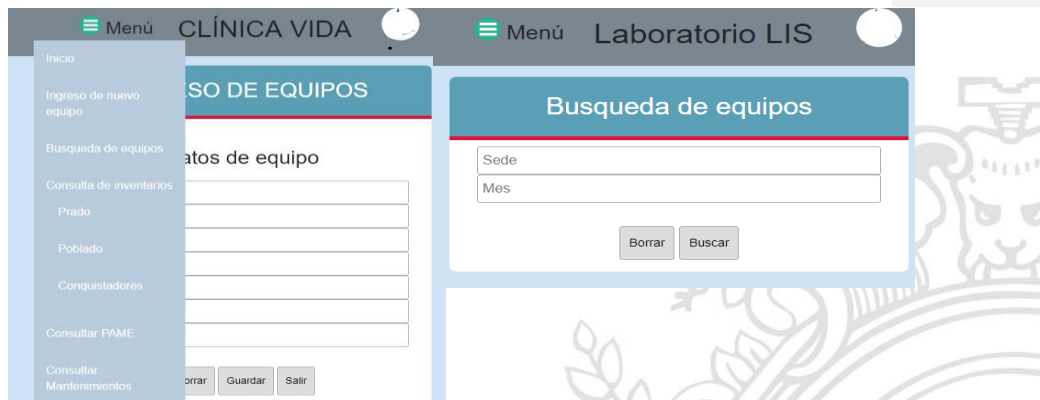 Menú CLÍNICA VIDA
Inicio
Ingreso de nuevo
equipo
SO DE EQUIPOS
Busqueda de equipos
atos de equipo
Consulta de inventarios
Prado
Poblado
Conquistadores
Consultar PAME
Consultar
Mantenimientos
orrar Guardar Salir
Menú Laboratorio LIS
Busqueda de equipos
Sede
Mes
Borrar Buscar